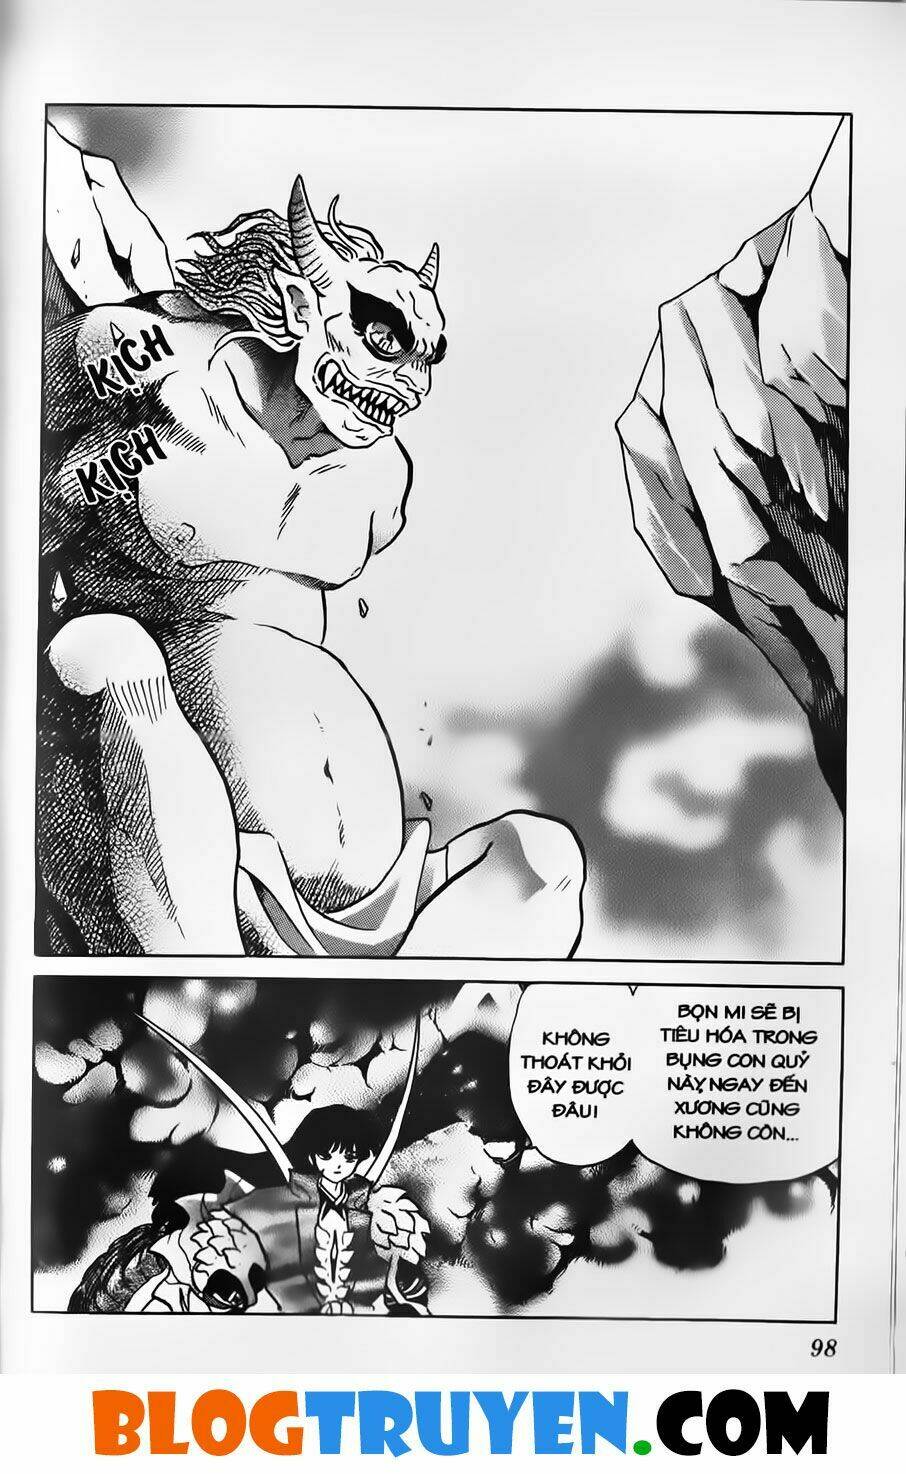 KỊCH
KỊCH
BỌN MI SẼ BỊ
TIÊU HÓA TRONG
BỤNG CON QUỶ
NÀY, NGAY ĐẾN
XƯƠNG CŨNG
KHÔNG CÒN...
KHÔNG
THOÁT KHỎI
ĐÂY ĐƯỢC
ĐÂU!
98
BLOGTRUYEN.COM